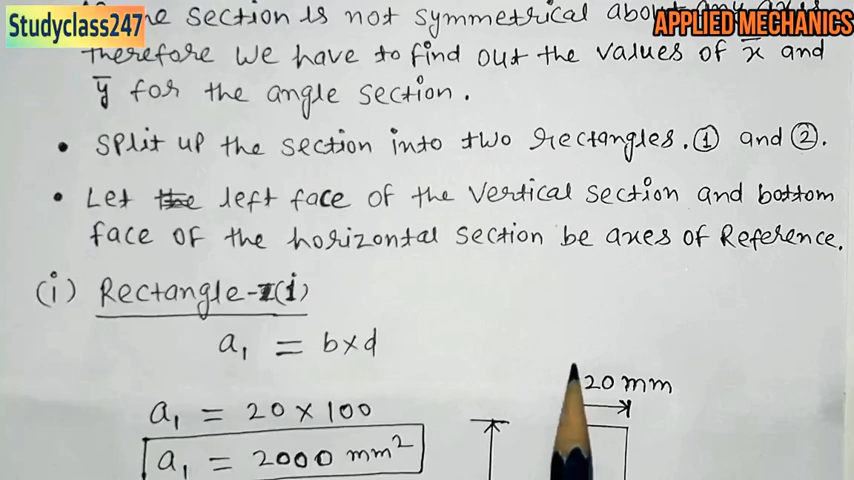 Studyclass247
APPLIED MECHANICS
section is not symmetrical about any axis
therefore we have to find out the values of x̄ and
ȳ for the angle section.
• Split up the section into two rectangles. ① and ②.
• Let left face of the vertical section and bottom
face of the horizontal section be axes of Reference.
(i) Rectangle-(1)
a₁ = b×d
20 mm
a₁ = 20 × 100
a₁ = 2000 mm²